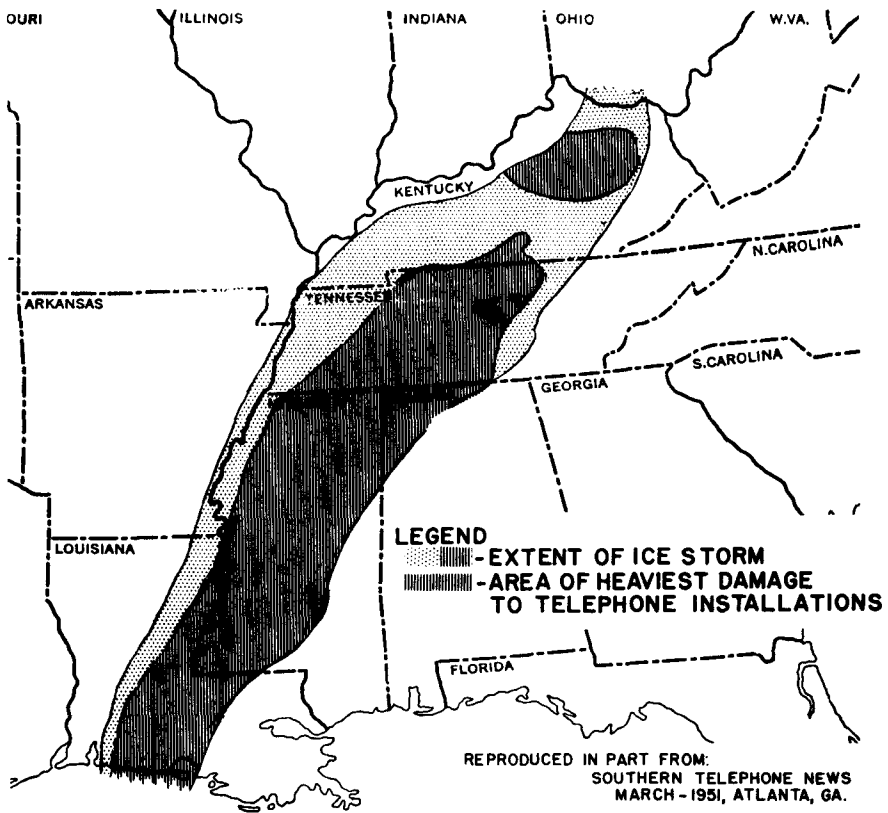 OURI
ILLINOIS
INDIANA
OHIO
W.VA.
KENTUCKY
N.CAROLINA
ARKANSAS
TENNESSEE
S.CAROLINA
GEORGIA
LOUISIANA
LEGEND
-EXTENT OF ICE STORM
-AREA OF HEAVIEST DAMAGE
TO TELEPHONE INSTALLATIONS
FLORIDA
REPRODUCED IN PART FROM:
SOUTHERN TELEPHONE NEWS
MARCH-1951, ATLANTA, GA.